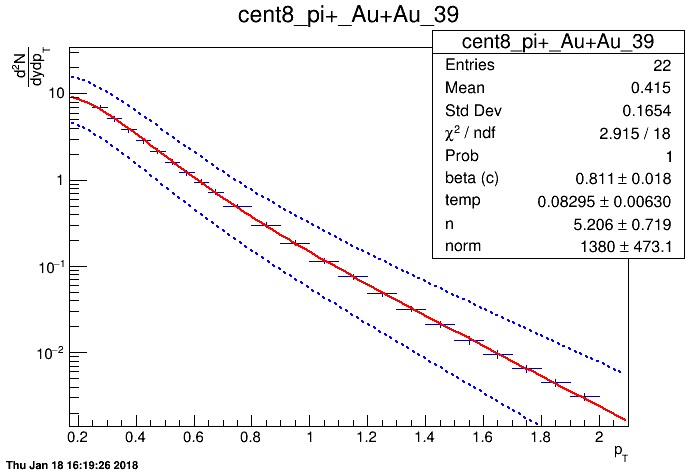 cent8_pi+_Au+Au_39
cent8_pi+_Au+Au_39
Entries 22
Mean 0.415
Std Dev 0.1654
χ² / ndf 2.915 / 18
Prob 1
beta (c) 0.811 ± 0.018
temp 0.08295 ± 0.00630
n 5.206 ± 0.719
norm 1380 ± 473.1
d²N
dydp_T
10
1
10⁻¹
10⁻²
0.2 0.4 0.6 0.8 1 1.2 1.4 1.6 1.8 2
p_T
Thu Jan 18 16:19:26 2018